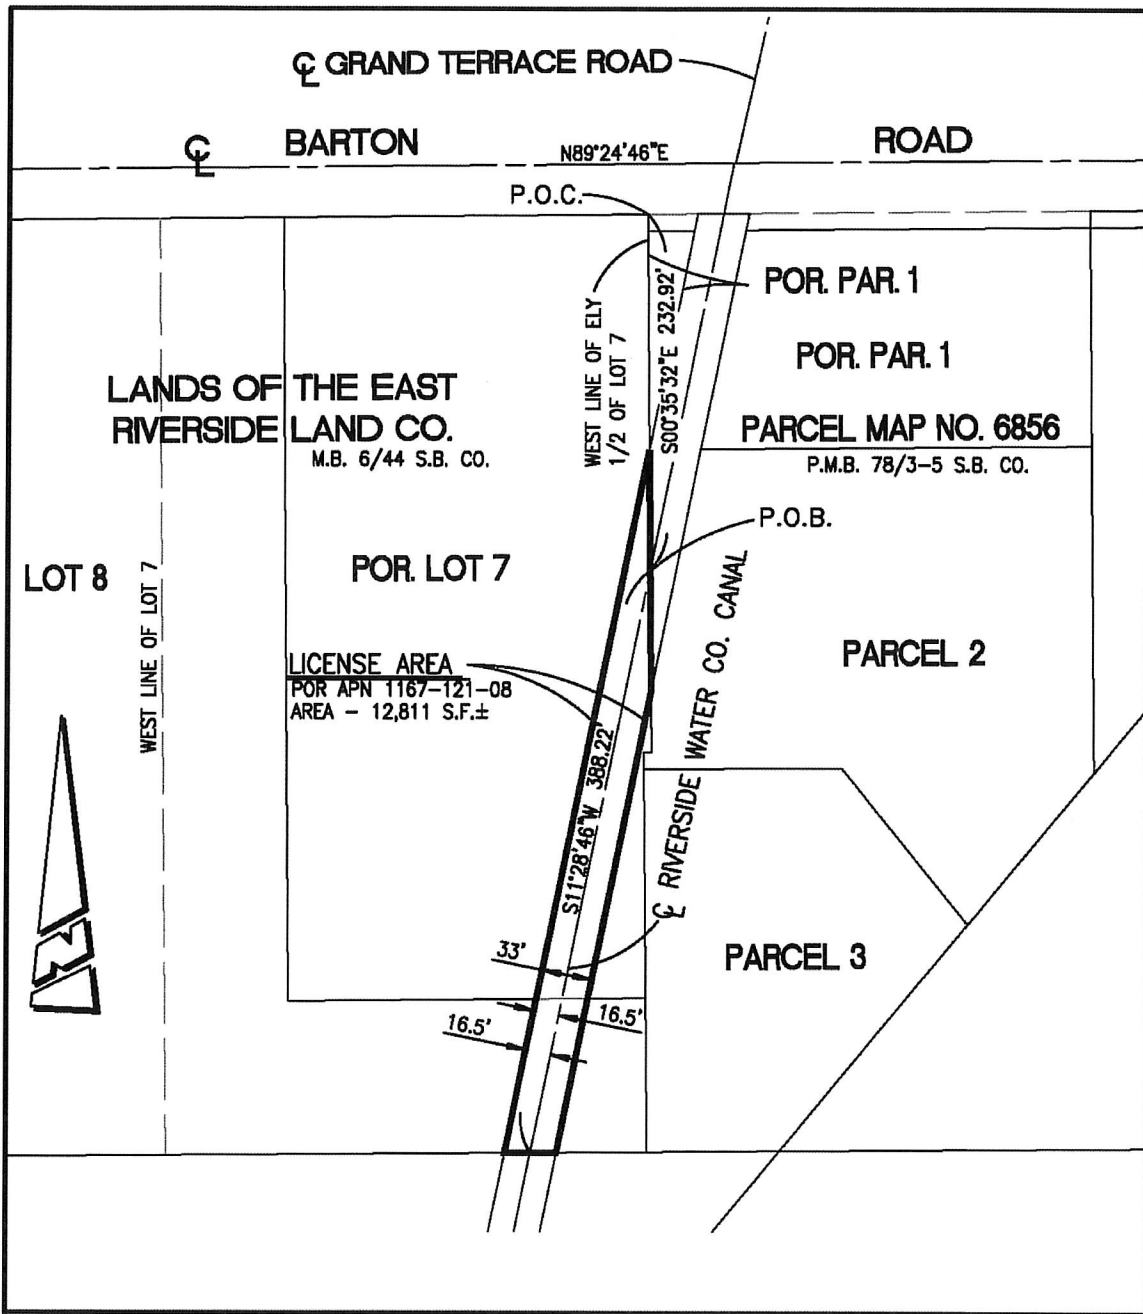 ℄ GRAND TERRACE ROAD
℄ BARTON ROAD
N89°24'46"E
P.O.C.
WEST LINE OF ELY
1/2 OF LOT 7
S00°35'32"E 232.92'
POR. PAR. 1
POR. PAR. 1
PARCEL MAP NO. 6856
P.M.B. 78/3-5 S.B. CO.
LANDS OF THE EAST
RIVERSIDE LAND CO.
M.B. 6/44 S.B. CO.
P.O.B.
LOT 8
WEST LINE OF LOT 7
POR. LOT 7
LICENSE AREA
POR APN 1167-121-08
AREA - 12,811 S.F.±
PARCEL 2
S11°28'46"W 388.22'
℄ RIVERSIDE WATER CO. CANAL
N
33'
PARCEL 3
16.5'
16.5'